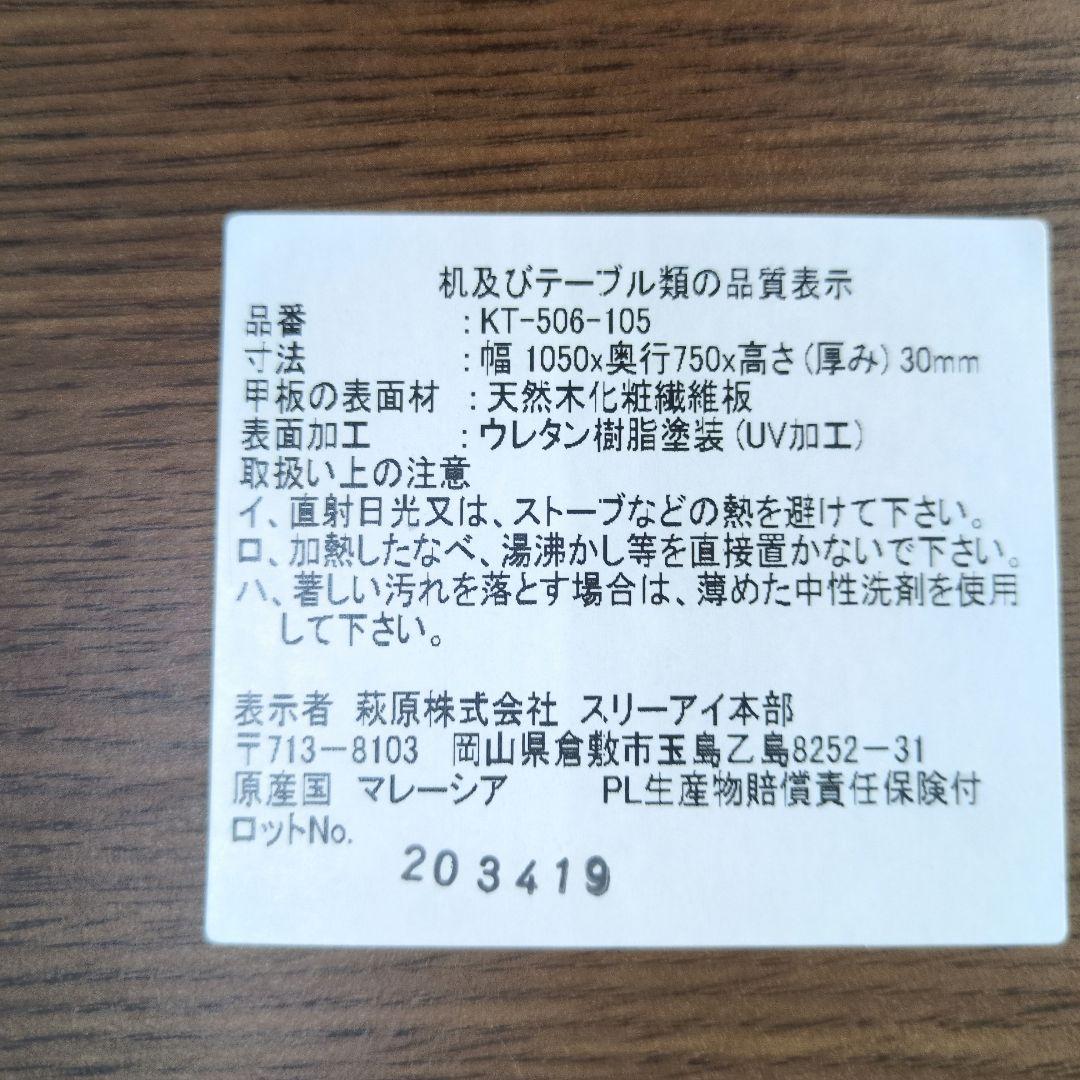 机及びテーブル類の品質表示
品番 :KT-506-105
寸法 :幅 1050x奥行750x高さ(厚み)30mm
甲板の表面材 :天然木化粧繊維板
表面加工 :ウレタン樹脂塗装(UV加工)
取扱い上の注意
イ、直射日光又は、ストーブなどの熱を避けて下さい。
ロ、加熱したなべ、湯沸かし等を直接置かないで下さい。
ハ、著しい汚れを落とす場合は、薄めた中性洗剤を使用
して下さい。
表示者 萩原株式会社 スリーアイ本部
〒713-8103 岡山県倉敷市玉島乙島8252-31
原産国 マレーシア PL生産物賠償責任保険付
ロットNo.
203419